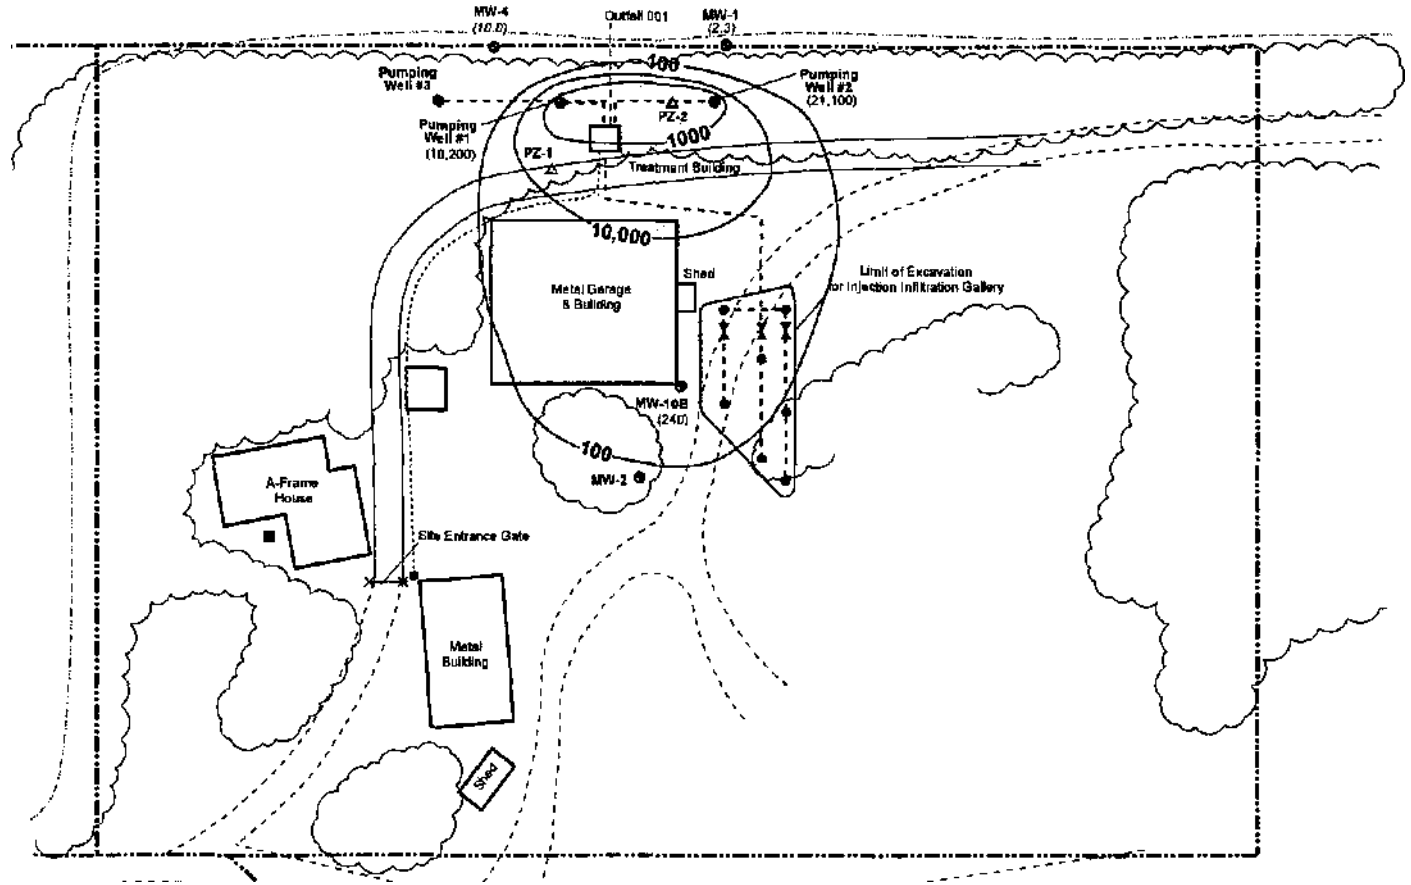 MW-4
(10.0)
Outfall 001
MW-1
(2.3)
100
Pumping
Well #3
Pumping
Well #2
(21,100)
PZ-2
Pumping
Well #1
(10,200)
1000
PZ-1
Treatment Building
10,000
Shed
Limit of Excavation
for Injection Infiltration Gallery
Metal Garage
& Building
MW-10B
(240)
100
MW-2
A-Frame
House
Site Entrance Gate
Metal
Building
Shed